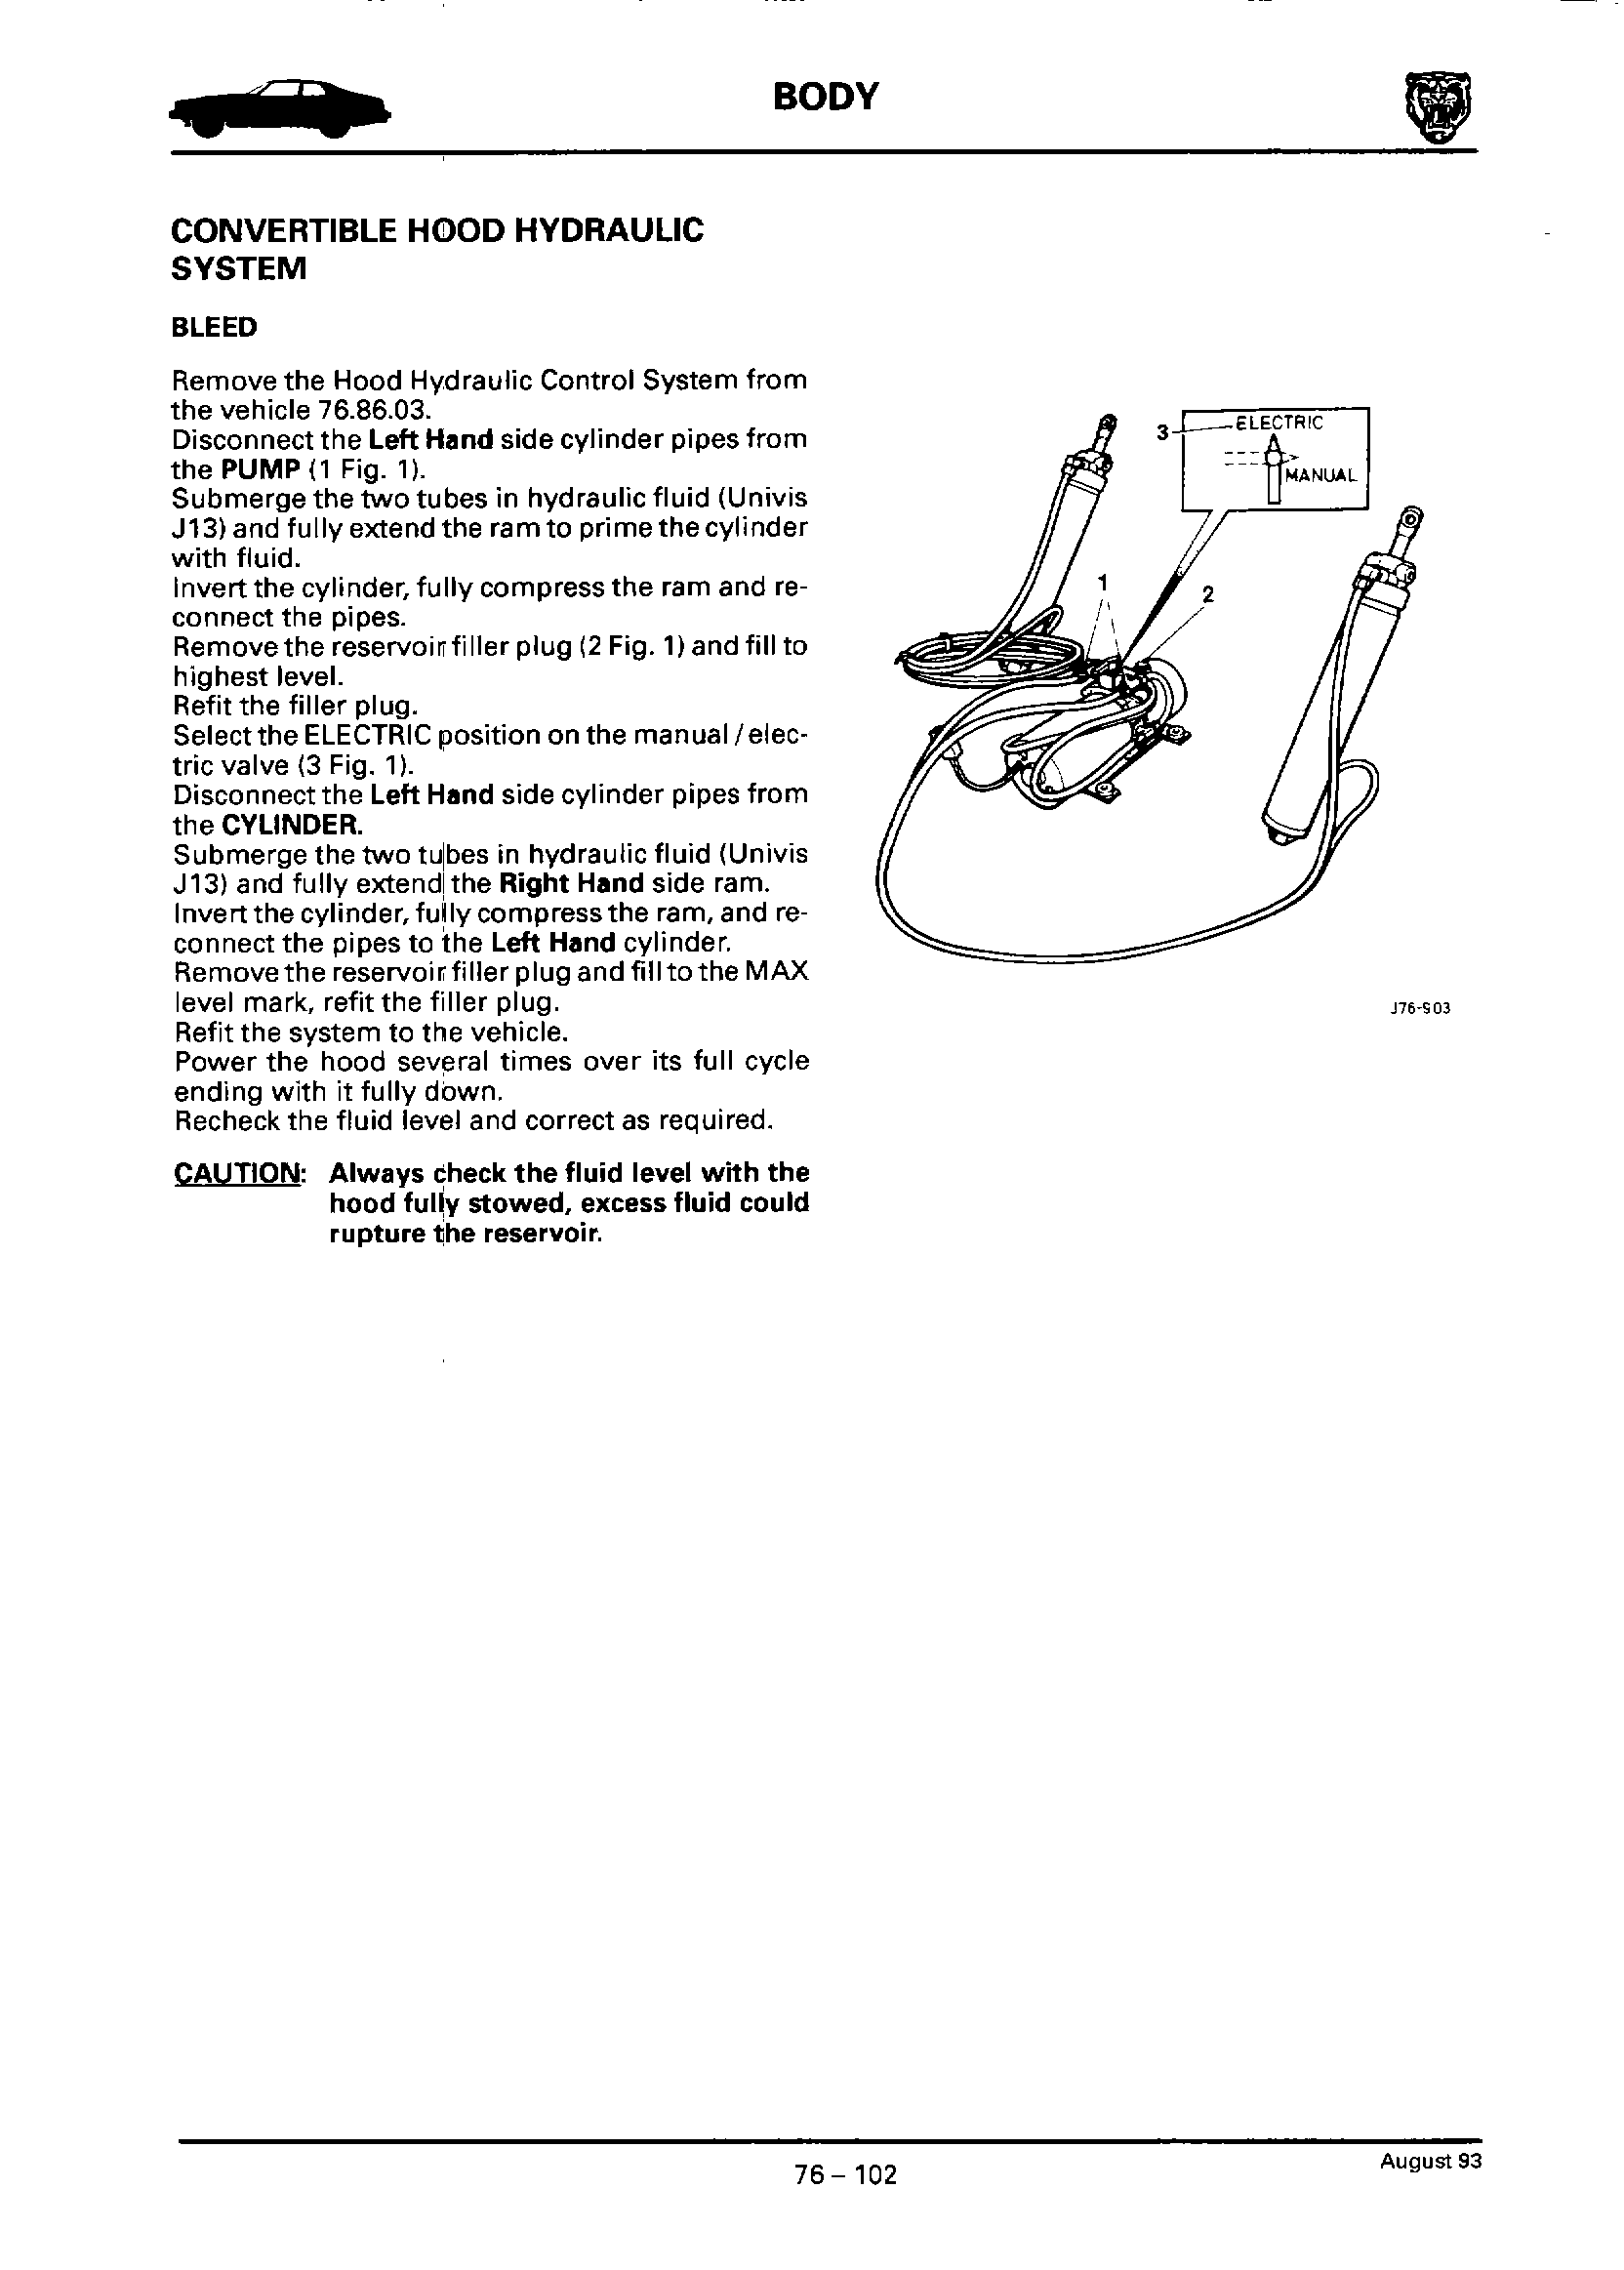 BODY
CONVERTIBLE HOOD HYDRAULIC
SYSTEM
BLEED
Remove the Hood Hydraulic Control System from
the vehicle 76.86.03.
Disconnect the Left Hand side cylinder pipes from
the PUMP (1 Fig. 1).
Submerge the two tubes in hydraulic fluid (Univis
J13) and fully extend the ram to prime the cylinder
with fluid.
Invert the cylinder, fully compress the ram and re-
connect the pipes.
Remove the reservoir filler plug (2 Fig. 1) and fill to
highest level.
Refit the filler plug.
Select the ELECTRIC position on the manual / elec-
tric valve (3 Fig. 1).
Disconnect the Left Hand side cylinder pipes from
the CYLINDER.
Submerge the two tubes in hydraulic fluid (Univis
J13) and fully extend the Right Hand side ram.
Invert the cylinder, fully compress the ram, and re-
connect the pipes to the Left Hand cylinder.
Remove the reservoir filler plug and fill to the MAX
level mark, refit the filler plug.
Refit the system to the vehicle.
Power the hood several times over its full cycle
ending with it fully down.
Recheck the fluid level and correct as required.
CAUTION: Always check the fluid level with the
hood fully stowed, excess fluid could
rupture the reservoir.
3
ELECTRIC
MANUAL
1
2
J76-903
76 – 102
August 93